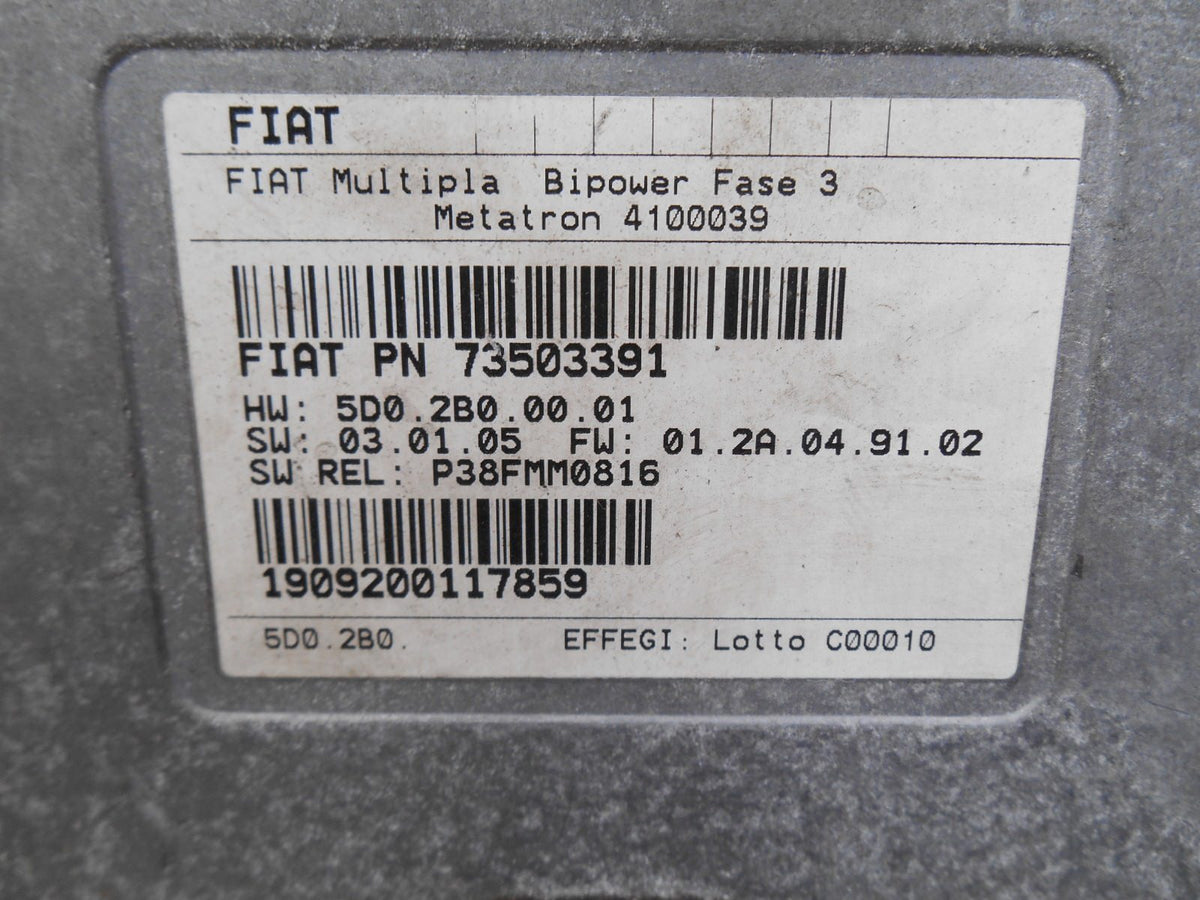 FIAT
FIAT Multipla Bipower Fase 3
Metatron 4100039
FIAT PN 73503391
HW: 5D0.2B0.00.01
SW: 03.01.05 FW: 01.2A.04.91.02
SW REL: P38FMM0816
1909200117859
5D0.2B0. EFFEGI: Lotto C00010